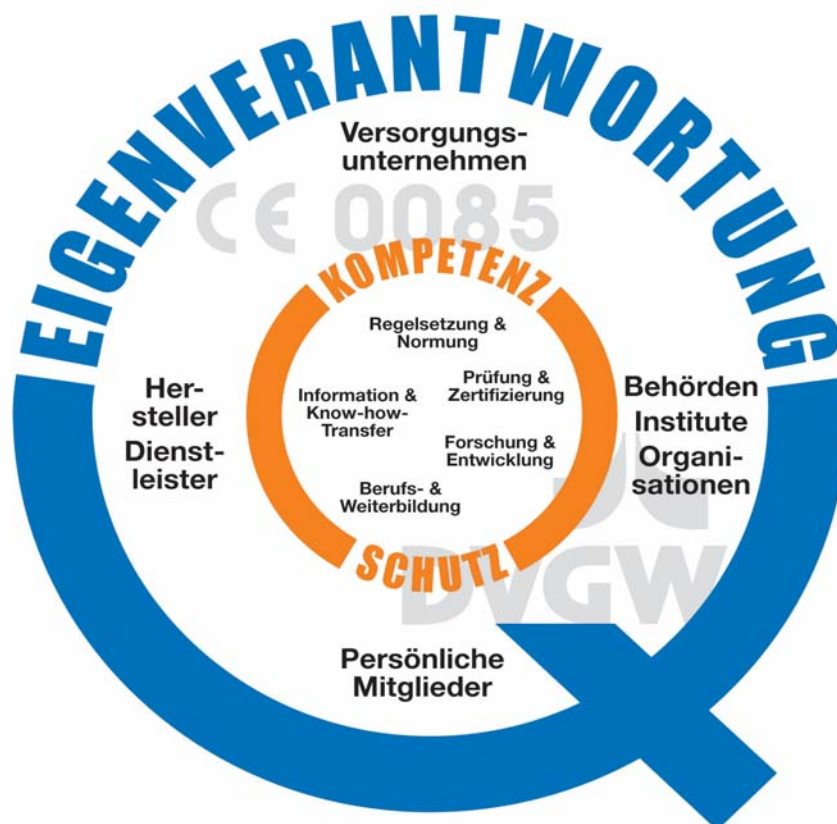 EIGENVERANTWORTUNG
Versorgungs-
unternehmen
CE 0085
KOMPETENZ
Regelsetzung &
Normung
Prüfung &
Zertifizierung
Information &
Know-how-
Transfer
Forschung &
Entwicklung
Berufs- &
Weiterbildung
SCHUTZ
Her-
steller
Dienst-
leister
Behörden
Institute
Organi-
sationen
DVGW
Persönliche
Mitglieder